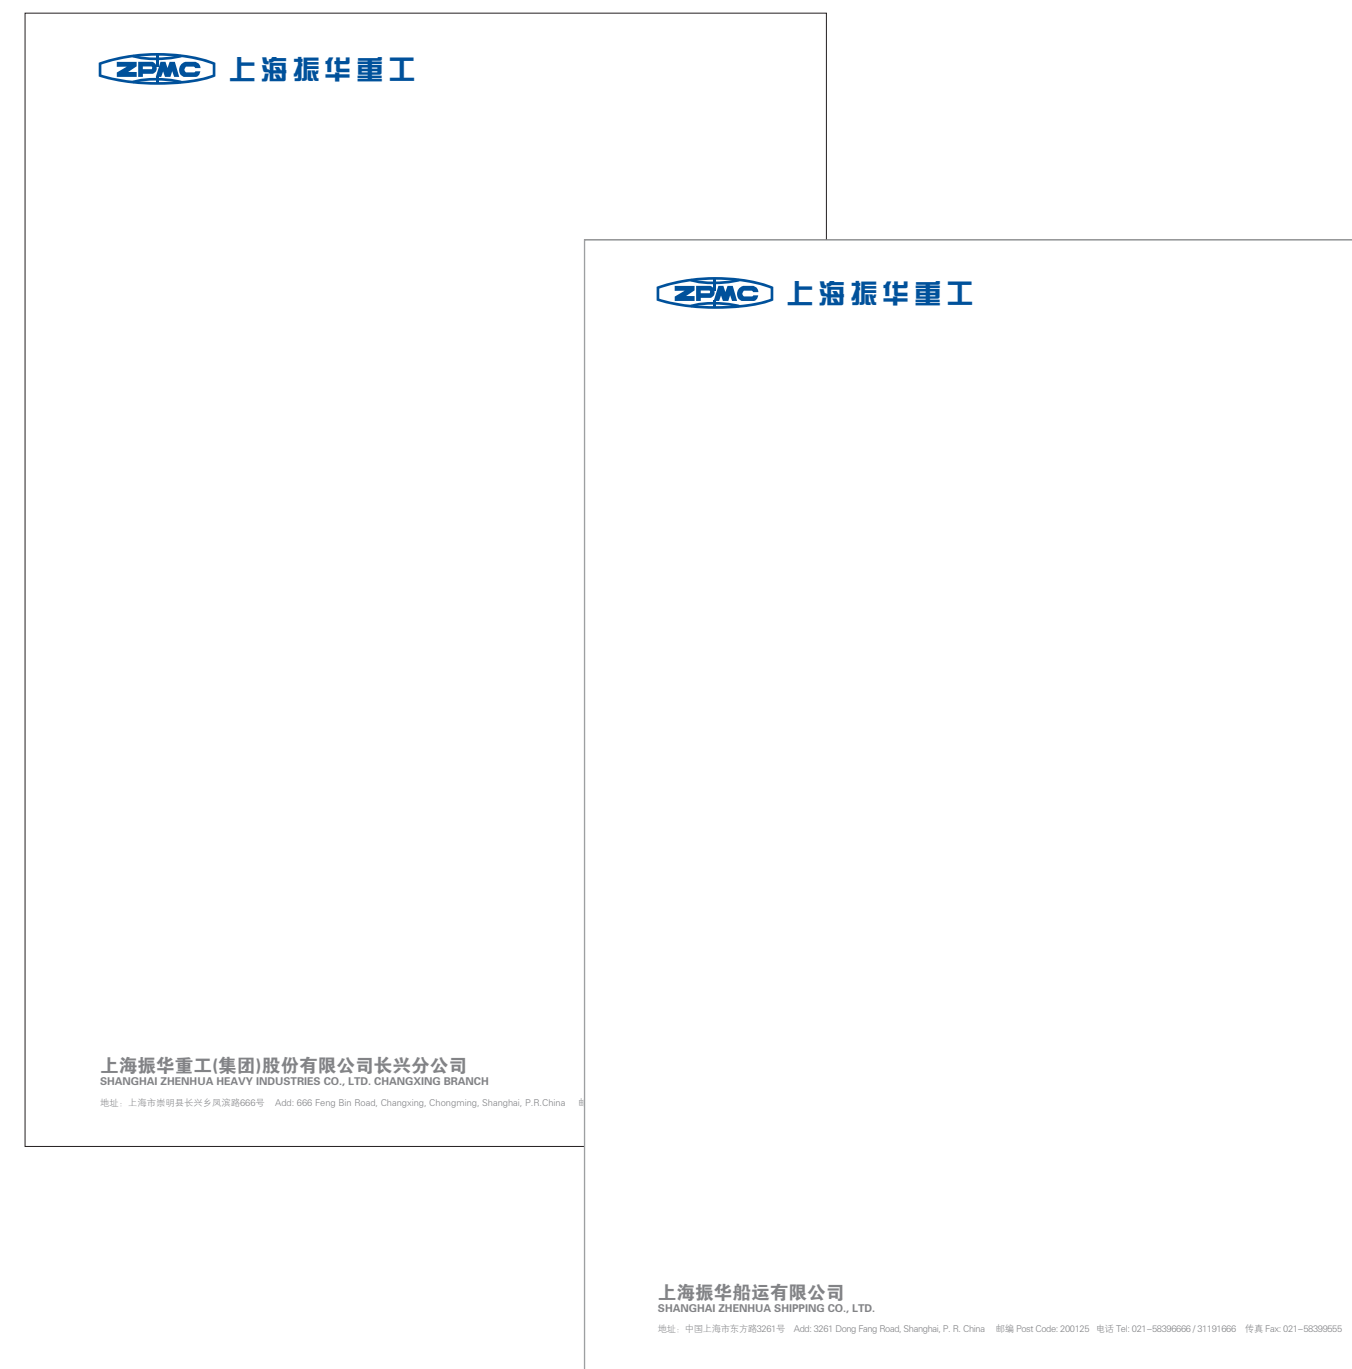 ZPMC 上海振华重工
上海振华重工(集团)股份有限公司长兴分公司
SHANGHAI ZHENHUA HEAVY INDUSTRIES CO., LTD. CHANGXING BRANCH
地址：上海市崇明县长兴乡凤滨路666号 Add: 666 Feng Bin Road, Changxing, Chongming, Shanghai, P.R.China
ZPMC 上海振华重工
上海振华船运有限公司
SHANGHAI ZHENHUA SHIPPING CO., LTD.
地址：中国上海市东方路3261号 Add: 3261 Dong Fang Road, Shanghai, P. R. China 邮编 Post Code: 200125 电话 Tel: 021–58396666 / 31191666 传真 Fax: 021–58399555